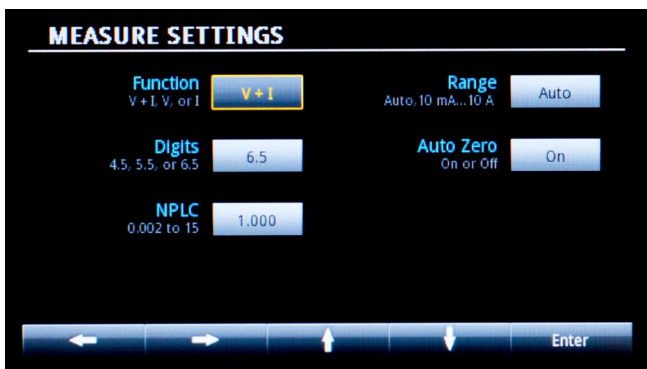 MEASURE SETTINGS
Function
V + I, V, or I
V + I
Range
Auto,10 mA...10 A
Auto
Digits
4.5, 5.5, or 6.5
6.5
Auto Zero
On or Off
On
NPLC
0.002 to 15
1.000
Enter